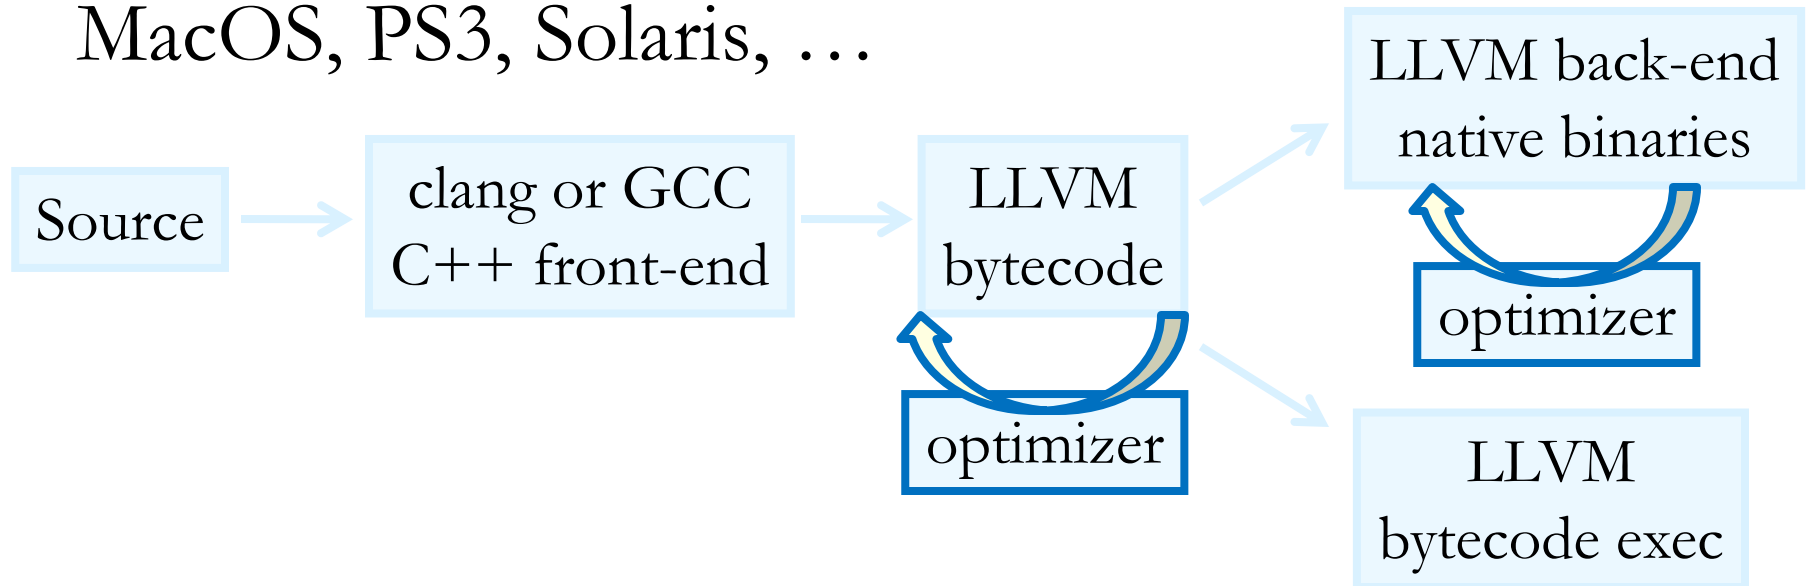 MacOS, PS3, Solaris, …
Source
clang or GCC
C++ front-end
LLVM
bytecode
optimizer
LLVM back-end
native binaries
optimizer
LLVM
bytecode exec